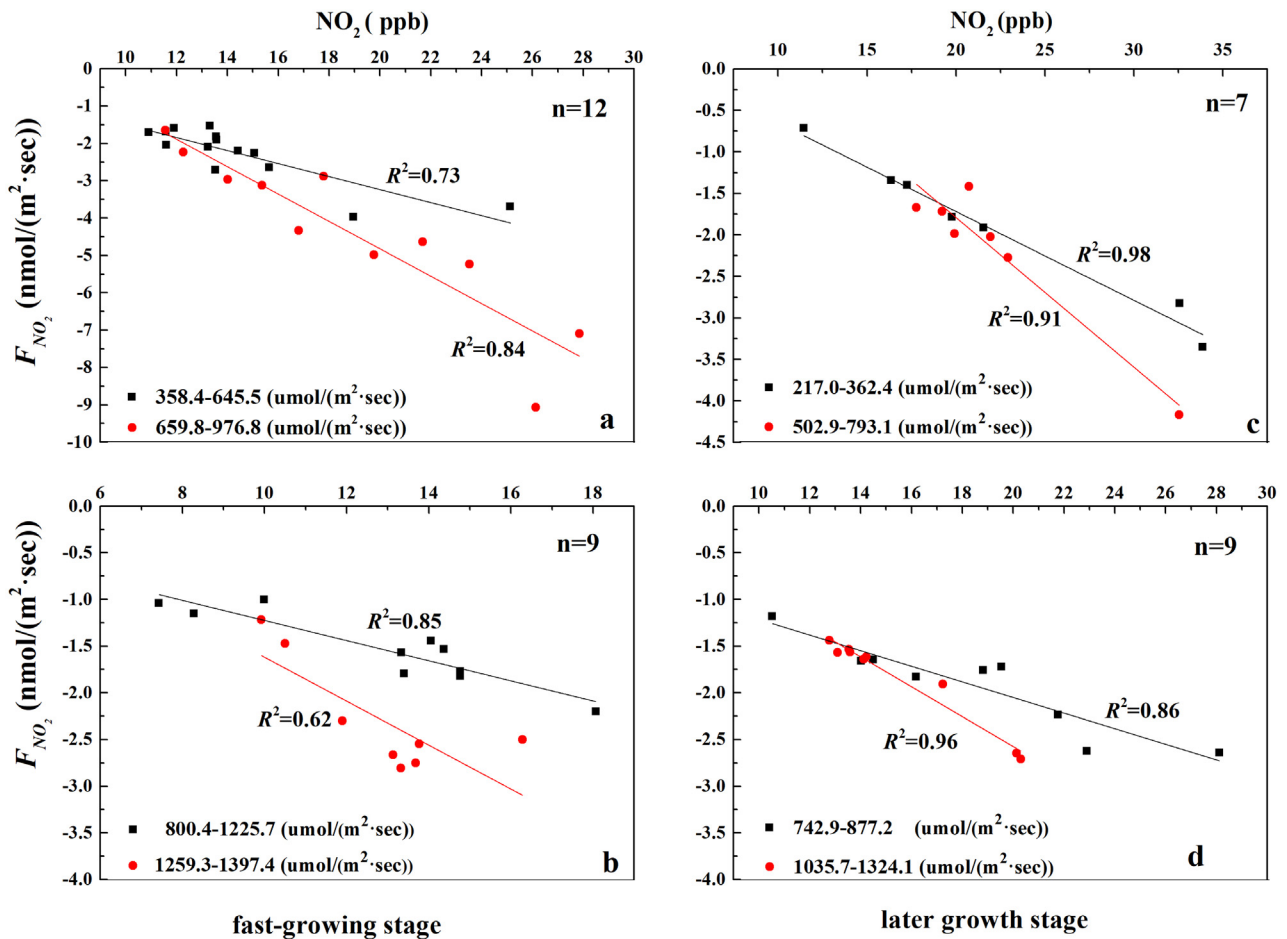 NO2 ( ppb)
10 12 14 16 18 20 22 24 26 28 30
0
-1
-2
-3
-4
-5
-6
-7
-8
-9
-10
FNO2 (nmol/(m2·sec))
n=12
R2=0.73
R2=0.84
358.4-645.5 (umol/(m2·sec))
659.8-976.8 (umol/(m2·sec))
a
NO2 (ppb)
10 15 20 25 30 35
0.0
-0.5
-1.0
-1.5
-2.0
-2.5
-3.0
-3.5
-4.0
-4.5
n=7
R2=0.98
R2=0.91
217.0-362.4 (umol/(m2·sec))
502.9-793.1 (umol/(m2·sec))
c
6 8 10 12 14 16 18
0.0
-0.5
-1.0
-1.5
-2.0
-2.5
-3.0
-3.5
-4.0
FNO2 (nmol/(m2·sec))
n=9
R2=0.85
R2=0.62
800.4-1225.7 (umol/(m2·sec))
1259.3-1397.4 (umol/(m2·sec))
b
fast-growing stage
10 12 14 16 18 20 22 24 26 28 30
0.0
-0.5
-1.0
-1.5
-2.0
-2.5
-3.0
-3.5
-4.0
n=9
R2=0.86
R2=0.96
742.9-877.2 (umol/(m2·sec))
1035.7-1324.1 (umol/(m2·sec))
d
later growth stage